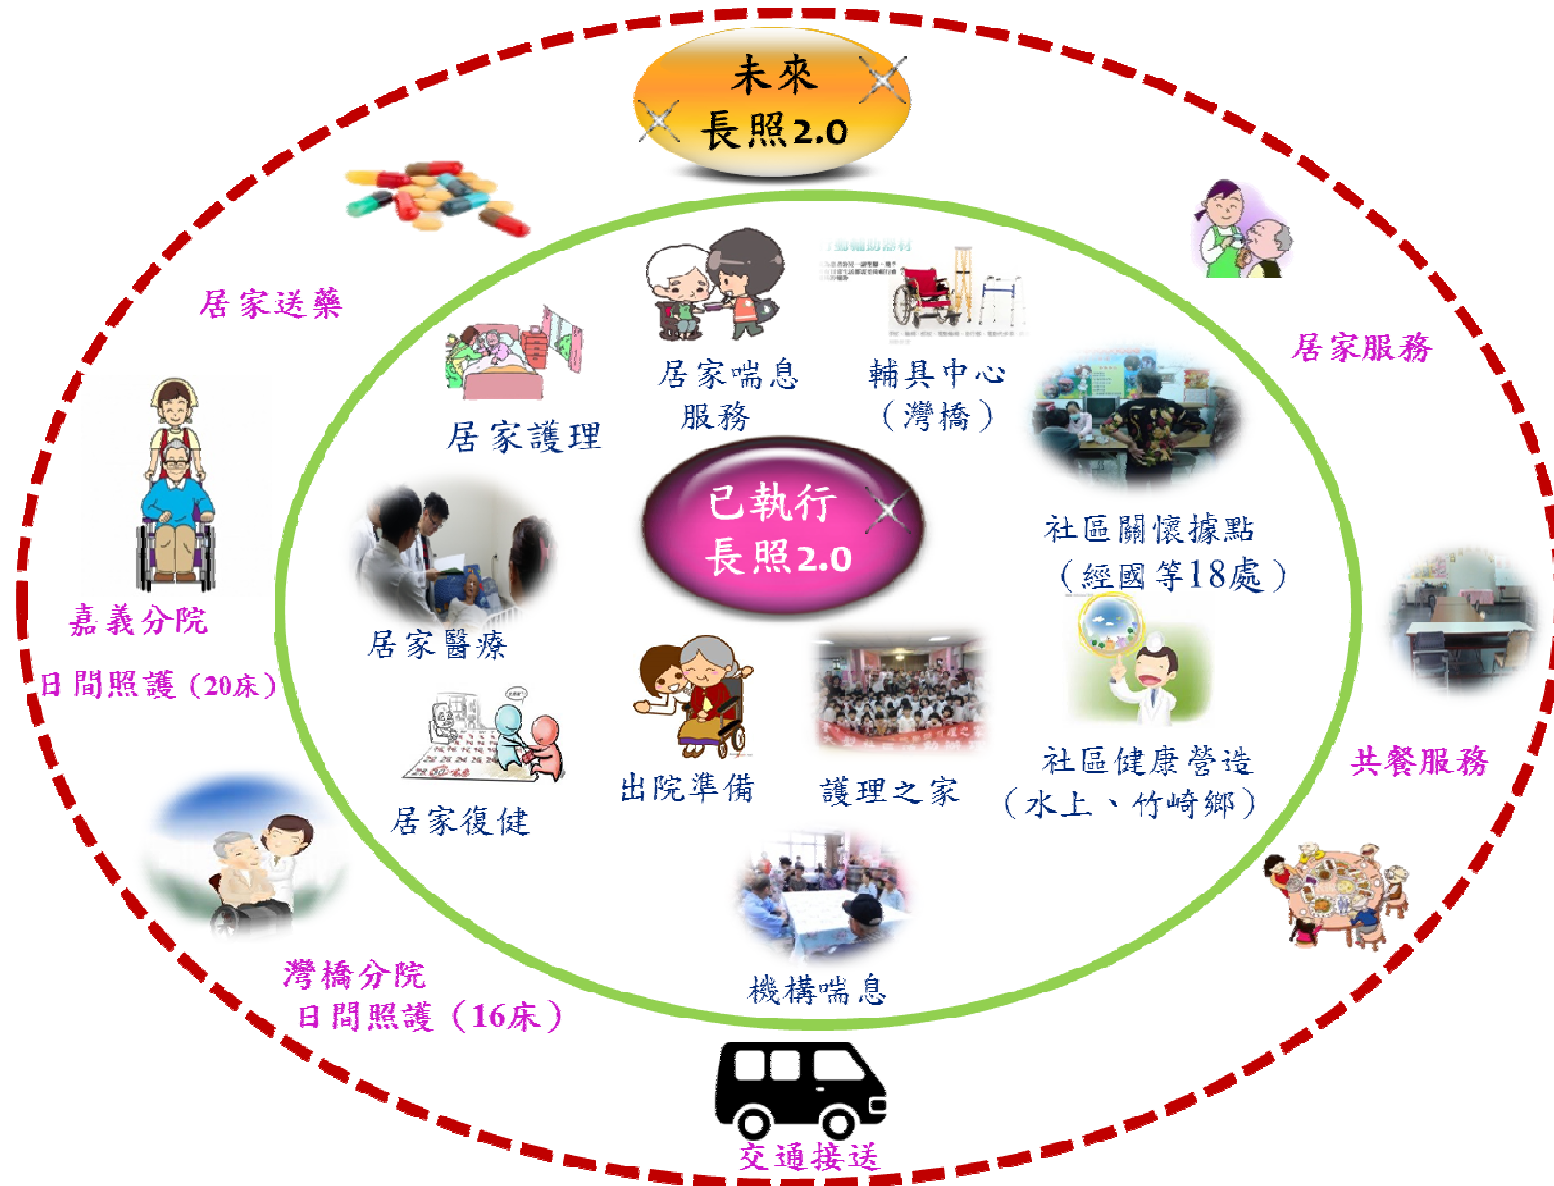 未來
長照2.0
居家送藥
居家服務
嘉義分院
日間照護（20床）
共餐服務
灣橋分院
日間照護（16床）
交通接送
已執行
長照2.0
居家護理
居家喘息
服務
輔具中心
（灣橋）
社區關懷據點
（經國等18處）
居家醫療
居家復健
出院準備
護理之家
社區健康營造
（水上、竹崎鄉）
機構喘息